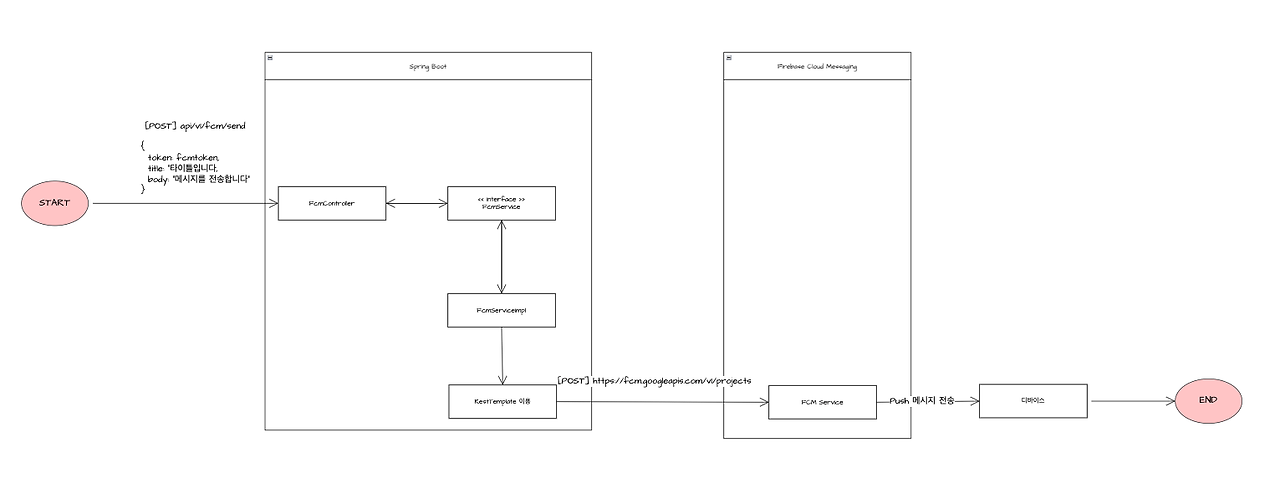 Spring Boot
Firebase Cloud Messaging
[POST] api/v1/fcm/send
{
token: fcmtoken,
title: "타이틀입니다,
body: "메시지를 전송합니다"
}
START
FcmController
<< interface >>
FcmService
FcmServiceImpl
[POST] https://fcm.googleapis.com/v1/projects
RestTemplate 이용
FCM Service
Push 메시지 전송
디바이스
END